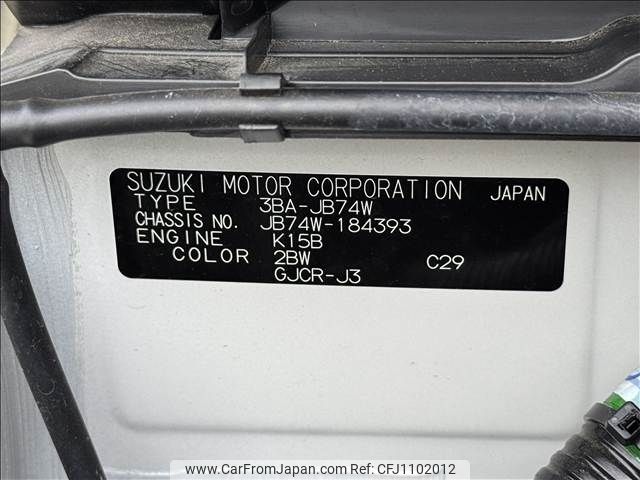 SUZUKI MOTOR CORPORATION JAPAN
TYPE 3BA-JB74W
CHASSIS NO. JB74W-184393
ENGINE K15B
COLOR 2BW C29
GJCR-J3
www.CarFromJapan.com - Ref: CFJ1102012